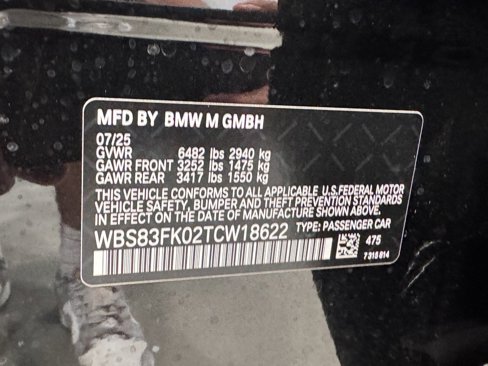 MFD BY BMW M GMBH
07/25
GVWR 6482 lbs 2940 kg
GAWR FRONT 3252 lbs 1475 kg
GAWR REAR 3417 lbs 1550 kg
THIS VEHICLE CONFORMS TO ALL APPLICABLE U.S.FEDERAL MOTOR
VEHICLE SAFETY, BUMPER AND THEFT PREVENTION STANDARDS
IN EFFECT ON THE DATE OF MANUFACTURE SHOWN ABOVE.
WBS83FK02TCW18622 TYPE: PASSENGER CAR
475
7 315 814